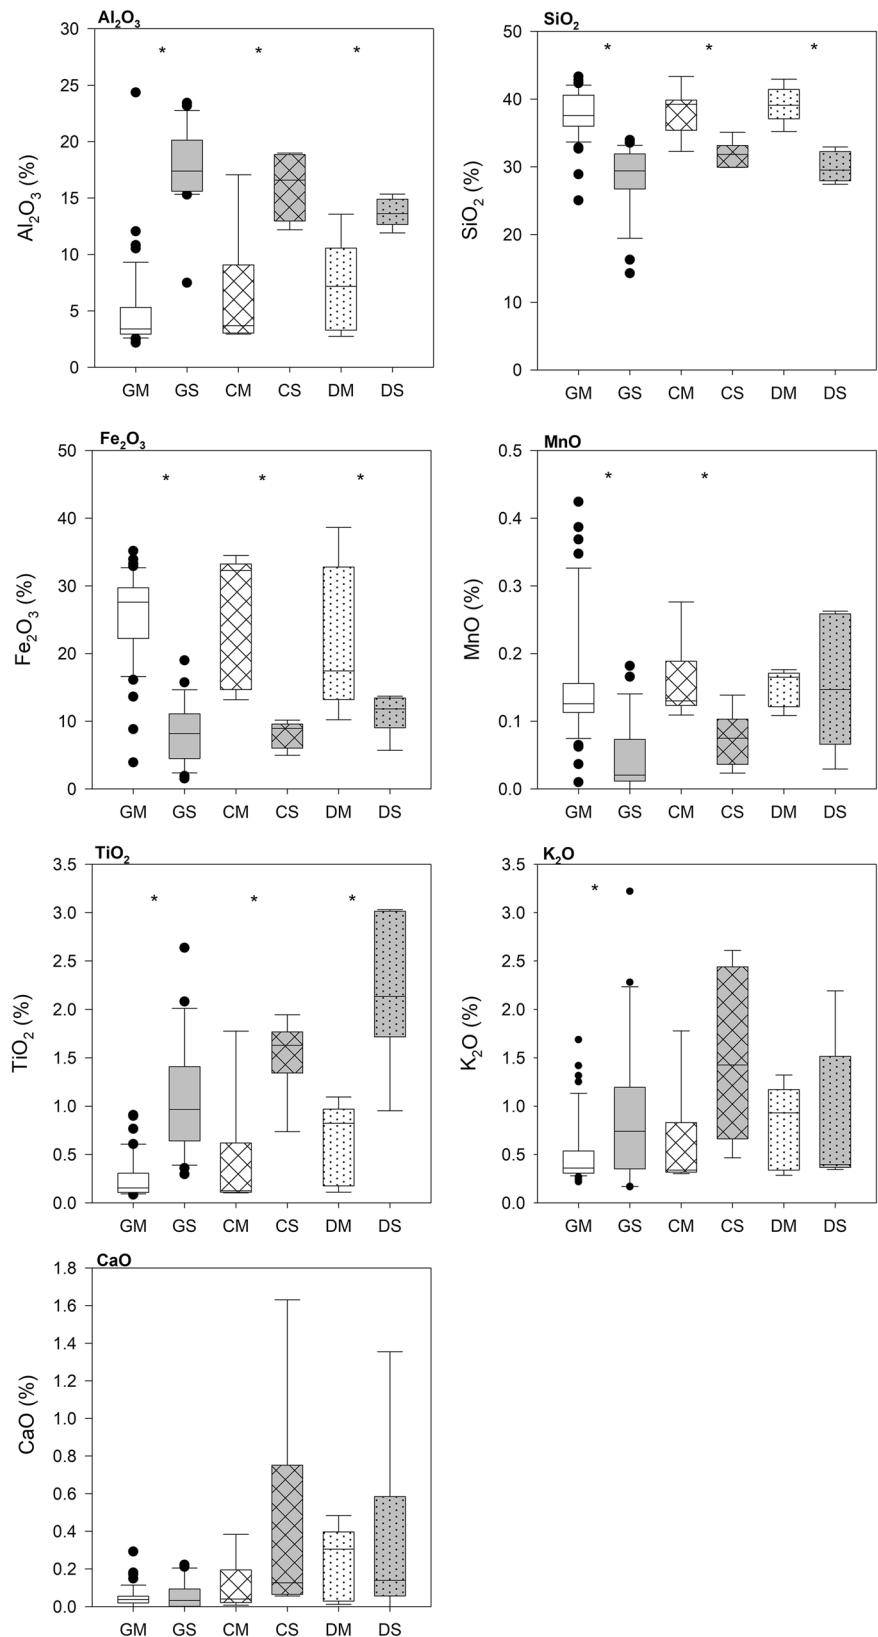 Al₂O₃
Al₂O₃ (%)
30
25
20
15
10
5
0
* * *
GM GS CM CS DM DS
SiO₂
SiO₂ (%)
50
40
30
20
10
0
* * *
GM GS CM CS DM DS
Fe₂O₃
Fe₂O₃ (%)
50
40
30
20
10
0
* * *
GM GS CM CS DM DS
MnO
MnO (%)
0.5
0.4
0.3
0.2
0.1
0.0
* *
GM GS CM CS DM DS
TiO₂
TiO₂ (%)
3.5
3.0
2.5
2.0
1.5
1.0
0.5
0.0
* * *
GM GS CM CS DM DS
K₂O
K₂O (%)
3.5
3.0
2.5
2.0
1.5
1.0
0.5
0.0
*
GM GS CM CS DM DS
CaO
CaO (%)
1.8
1.6
1.4
1.2
1.0
0.8
0.6
0.4
0.2
0.0
GM GS CM CS DM DS